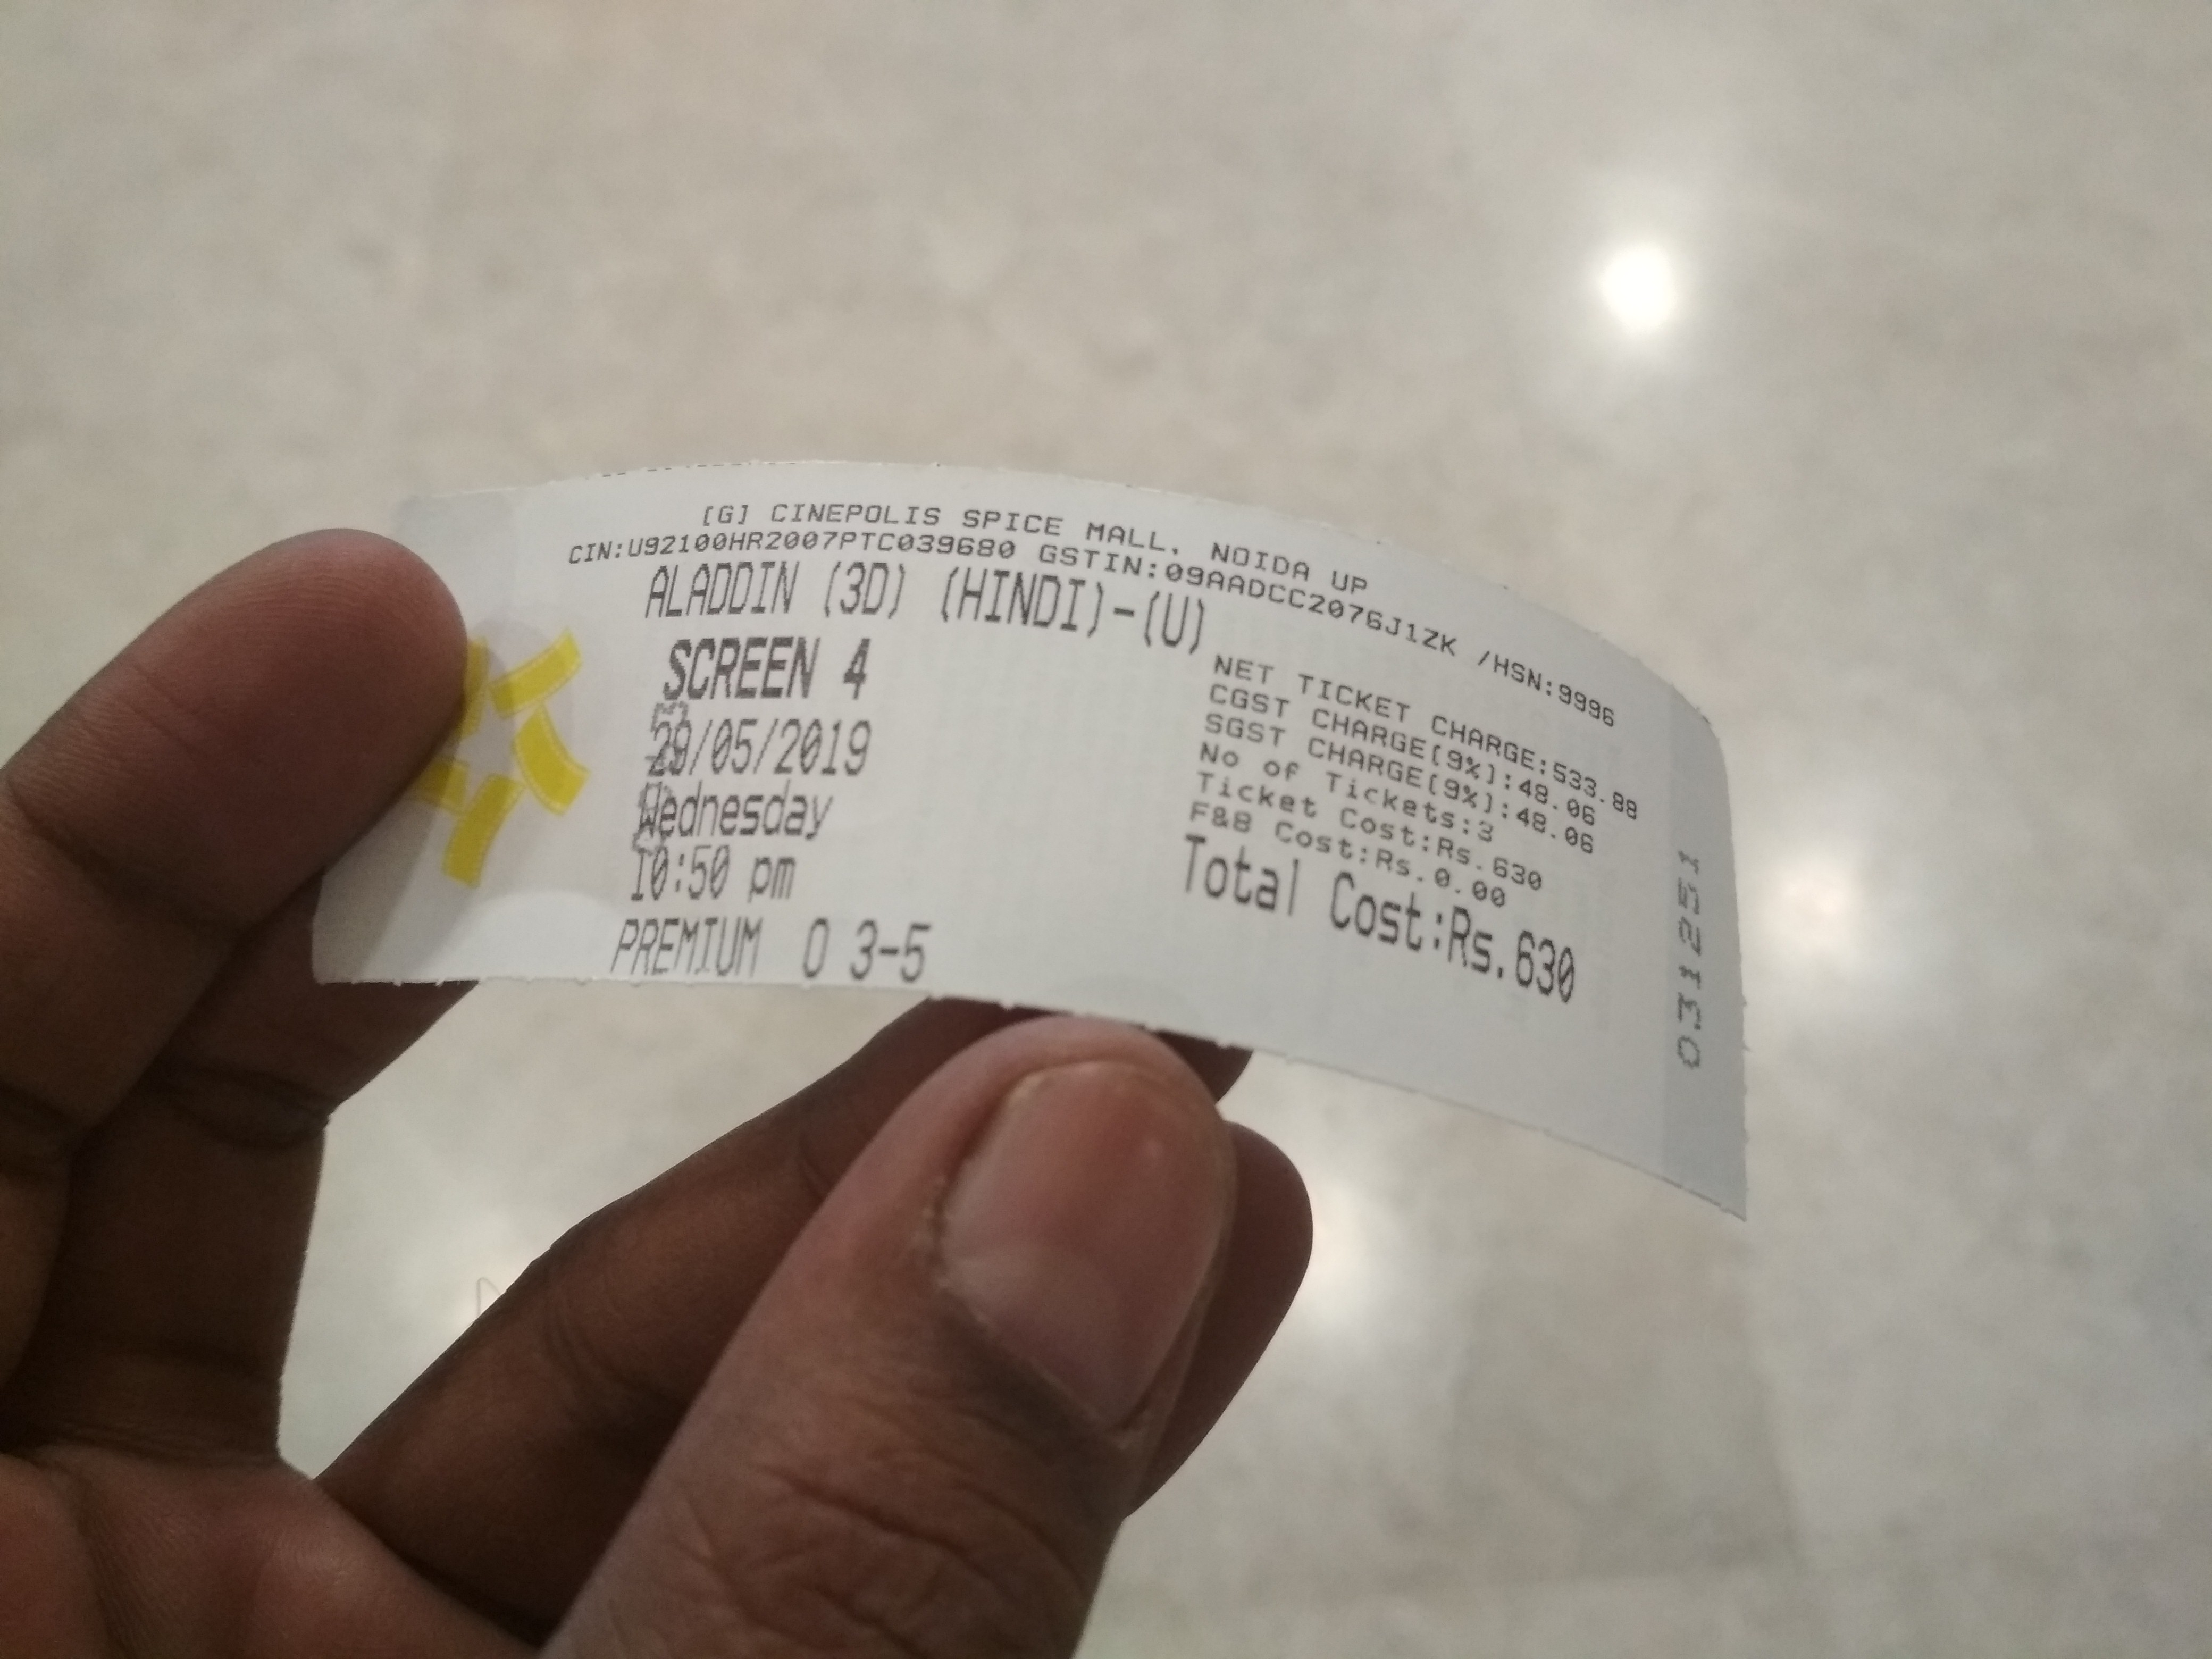 [G] CINEPOLIS SPICE MALL, NOIDA UP
CIN:U92100HR2007PTC039680 GSTIN:09AADCC2076J1ZK /HSN:9996
ALADDIN (3D) (HINDI)-(U)
SCREEN 4
29/05/2019
Wednesday
10:50 pm
PREMIUM O 3-5
NET TICKET CHARGE:533.88
CGST CHARGE[9%]:48.06
SGST CHARGE[9%]:48.06
No of Tickets:3
Ticket Cost:Rs.630
F&B Cost:Rs.0.00
Total Cost:Rs.630
0311251